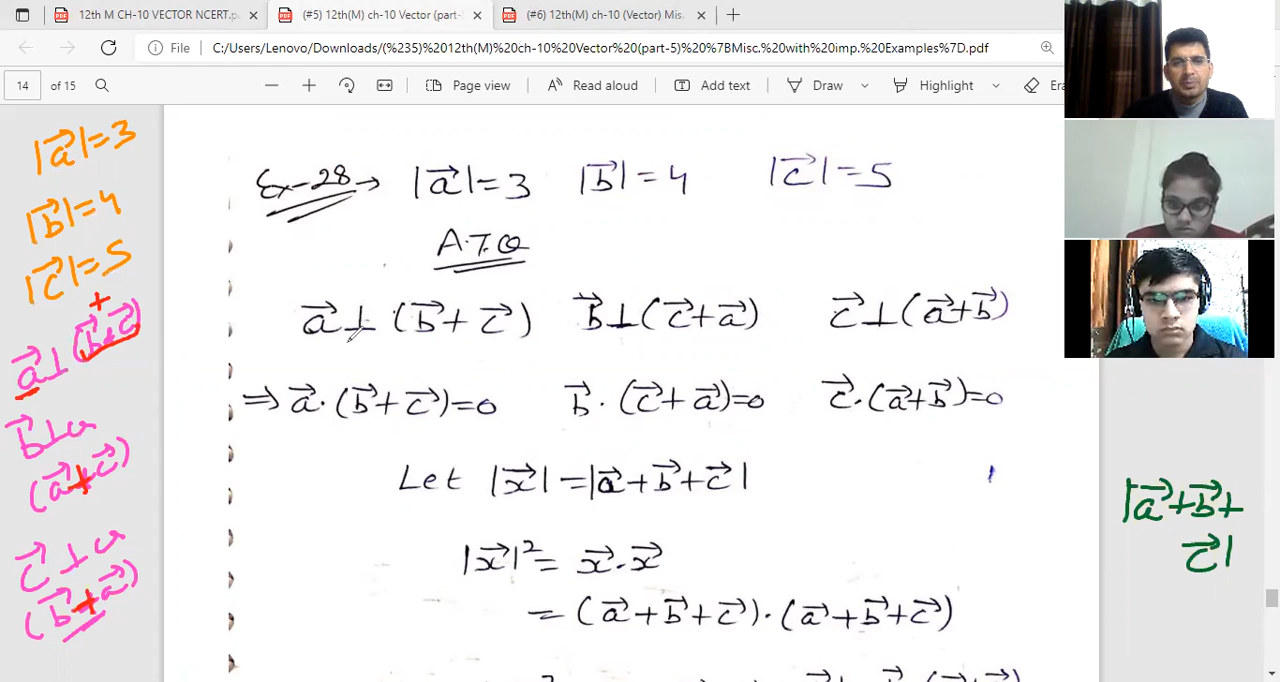 12th M CH-10 VECTOR NCERT.p
(#5) 12th(M) ch-10 Vector (part-
(#6) 12th(M) ch-10 (Vector) Mis.
File C:/Users/Lenovo/Downloads/(%235)%2012th(M)%20ch-10%20Vector%20(part-5)%20%7BMisc.%20with%20imp.%20Examples%7D.pdf
14 of 15 Page view Read aloud Add text Draw Highlight Era
Ex-28→ |a⃗|=3 |b⃗|=4 |c⃗|=5
A.T.Q
a⃗⊥(b⃗+c⃗) b⃗⊥(c⃗+a⃗) c⃗⊥(a⃗+b⃗)
⇒ a⃗.(b⃗+c⃗)=0 b⃗.(c⃗+a⃗)=0 c⃗.(a⃗+b⃗)=0
Let |x⃗|=|a⃗+b⃗+c⃗|
|x⃗|²= x⃗.x⃗
= (a⃗+b⃗+c⃗).(a⃗+b⃗+c⃗)
|a⃗|=3
|b⃗|=4
|c⃗|=5
+
a⃗⊥(b⃗ c⃗)
b⃗⊥
(a⃗+c⃗)
c⃗⊥
(b⃗+a⃗)
|a⃗+b⃗+
c⃗|